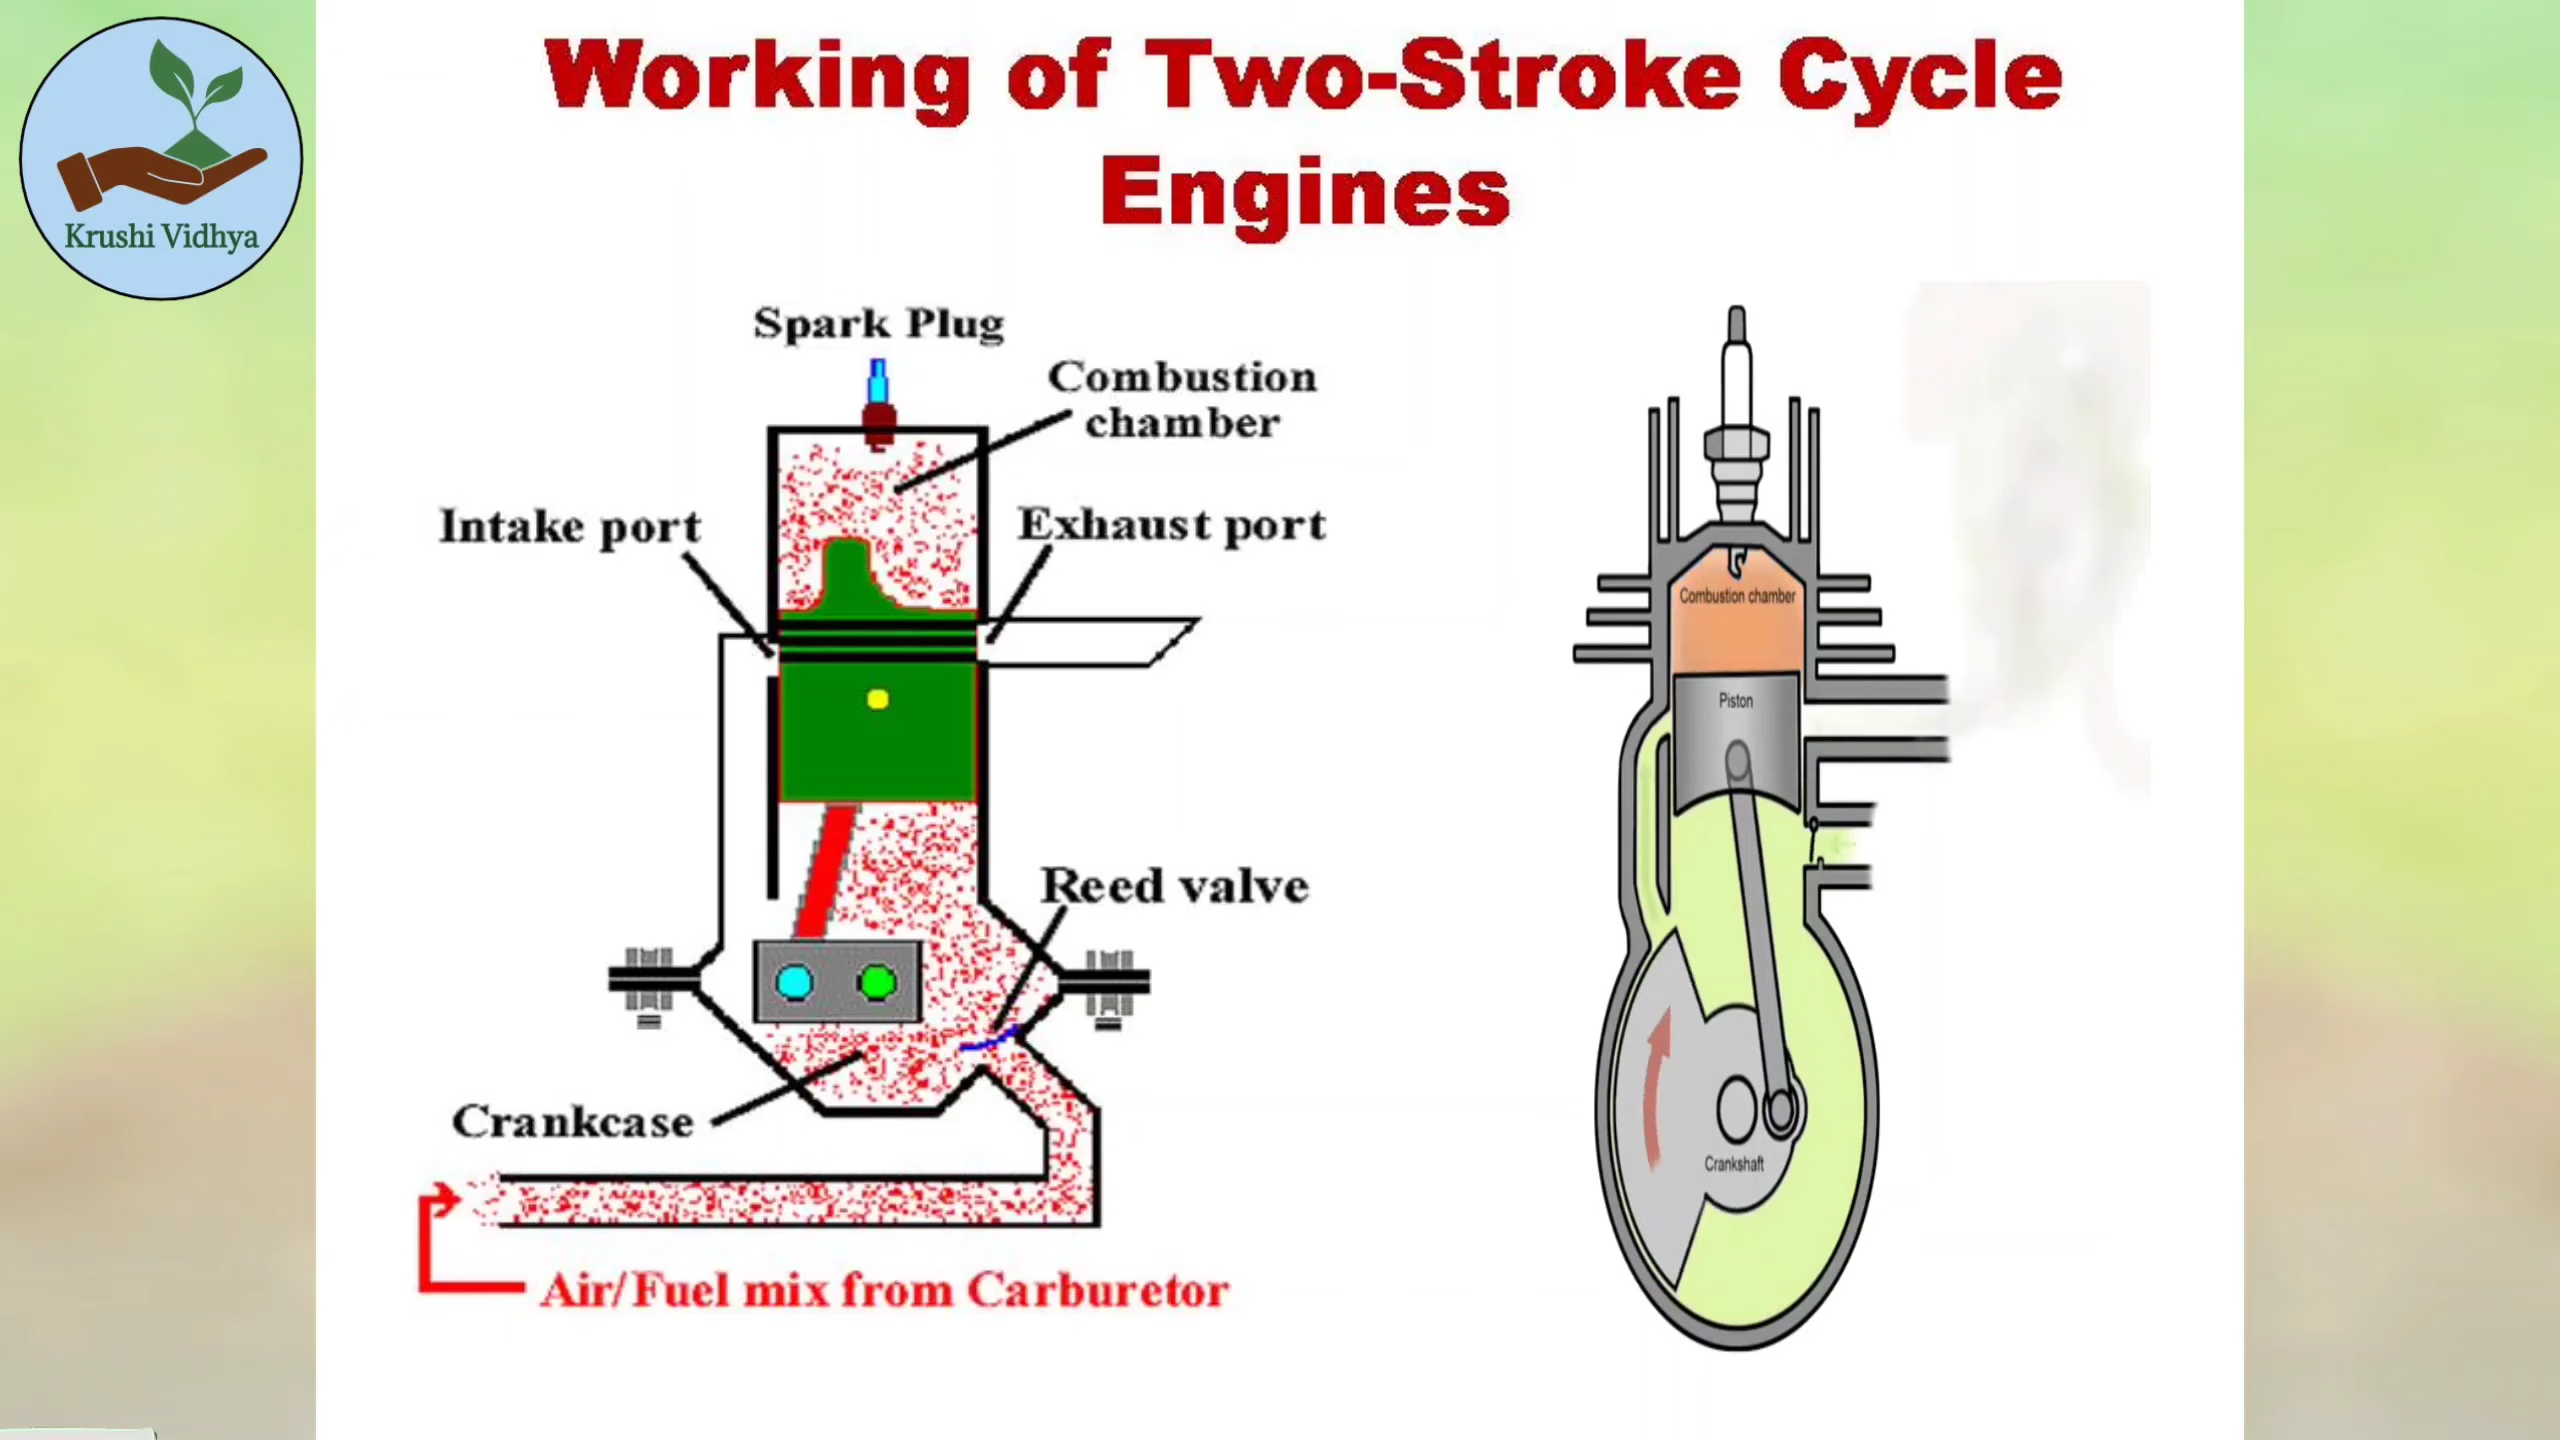 Krushi Vidhya
Working of Two-Stroke Cycle
Engines
Spark Plug
Combustion
chamber
Intake port
Exhaust port
Reed valve
Crankcase
Air/Fuel mix from Carburetor
Combustion chamber
Piston
Crankshaft